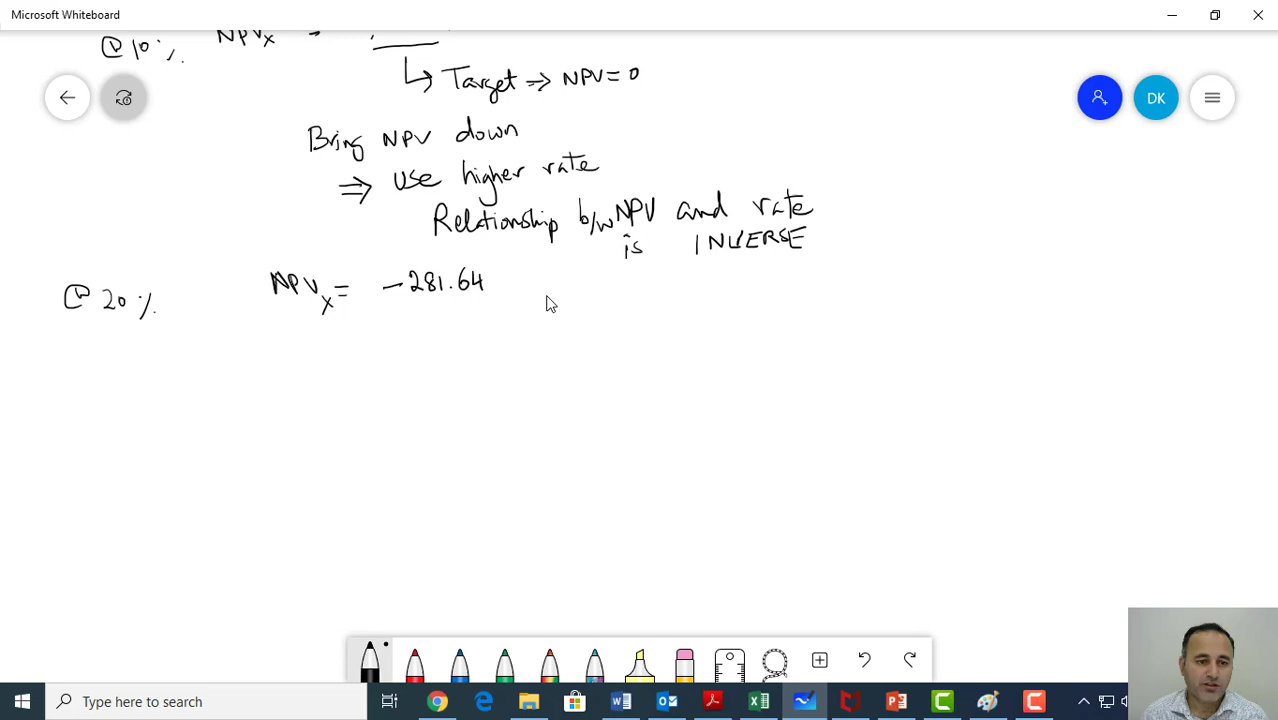 Microsoft Whiteboard
@ 10 %. NPVx
↳ Target ⇒ NPV = 0
Bring NPV down
⇒ use higher rate
Relationship b/w NPV and rate
is INVERSE
@ 20 %. NPVx = - 281.64
DK
Type here to search